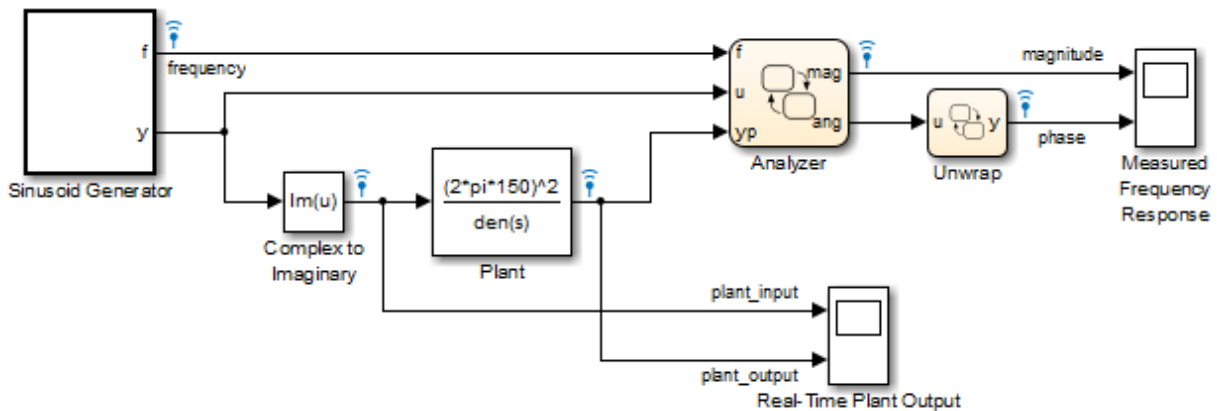 f
frequency
y
Sinusoid Generator
Im(u)
Complex to
Imaginary
(2*pi*150)^2
den(s)
Plant
f
u
yp
mag
ang
Analyzer
u
y
Unwrap
magnitude
phase
Measured
Frequency
Response
plant_input
plant_output
Real-Time Plant Output